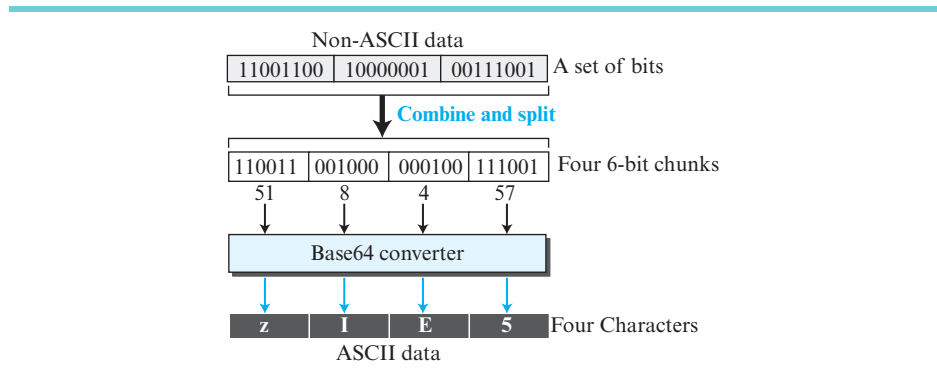 Non-ASCII data
11001100 10000001 00111001 A set of bits
Combine and split
110011 001000 000100 111001 Four 6-bit chunks
51 8 4 57
Base64 converter
z I E 5 Four Characters
ASCII data